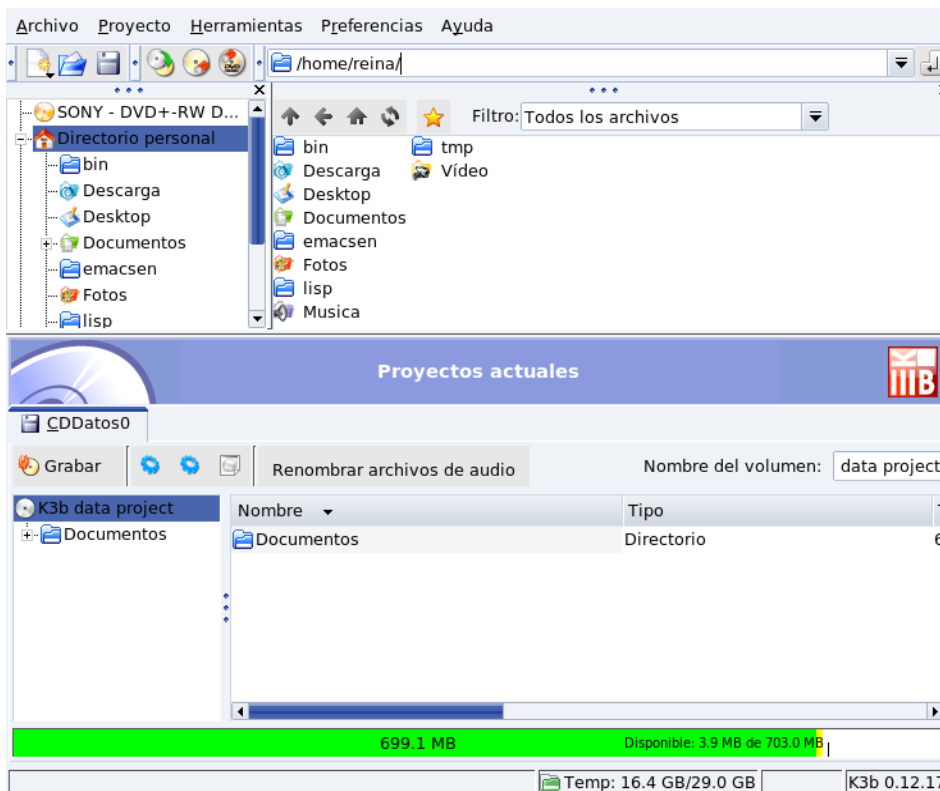 Archivo Proyecto Herramientas Preferencias Ayuda
/home/reina/
SONY - DVD+-RW D...
Directorio personal
bin
Descarga
Desktop
Documentos
emacsen
Fotos
lisp
Filtro: Todos los archivos
bin
Descarga
Desktop
Documentos
emacsen
Fotos
lisp
Musica
tmp
Vídeo
Proyectos actuales
K
B
CDDatos0
Grabar
Renombrar archivos de audio
Nombre del volumen: data project
K3b data project
Documentos
Nombre Tipo
Documentos Directorio 6
699.1 MB Disponible: 3.9 MB de 703.0 MB
Temp: 16.4 GB/29.0 GB K3b 0.12.17